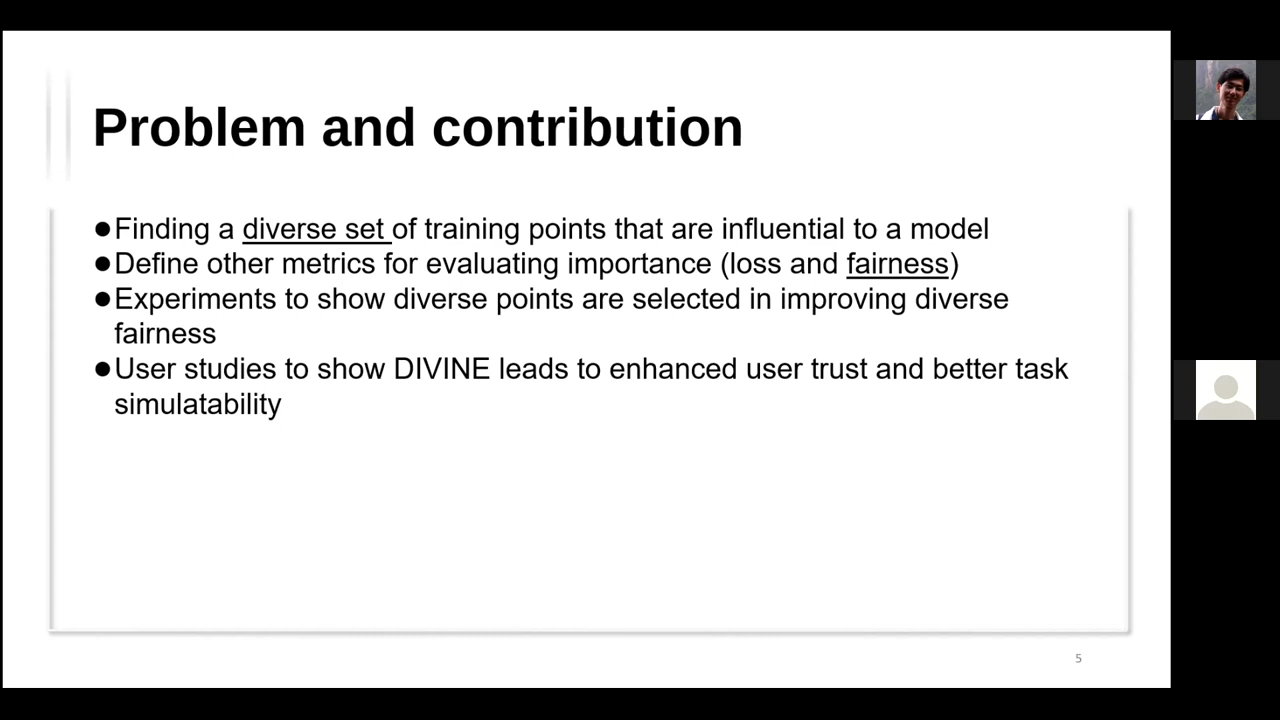 Problem and contribution
●Finding a diverse set of training points that are influential to a model
●Define other metrics for evaluating importance (loss and fairness)
●Experiments to show diverse points are selected in improving diverse
fairness
●User studies to show DIVINE leads to enhanced user trust and better task
simulatability
5